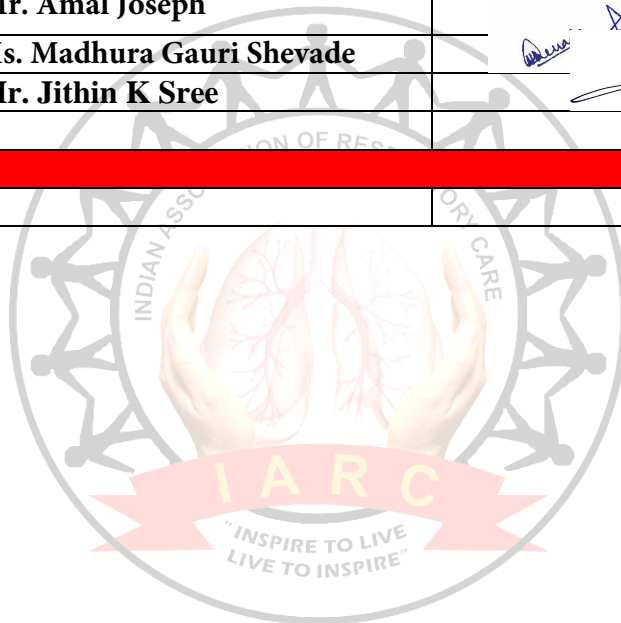 Mr. Amal Joseph
Ms. Madhura Gauri Shevade
Mr. Jithin K Sree
INDIAN ASSOCIATION OF RESPIRATORY CARE
I A R C
"INSPIRE TO LIVE
LIVE TO INSPIRE"